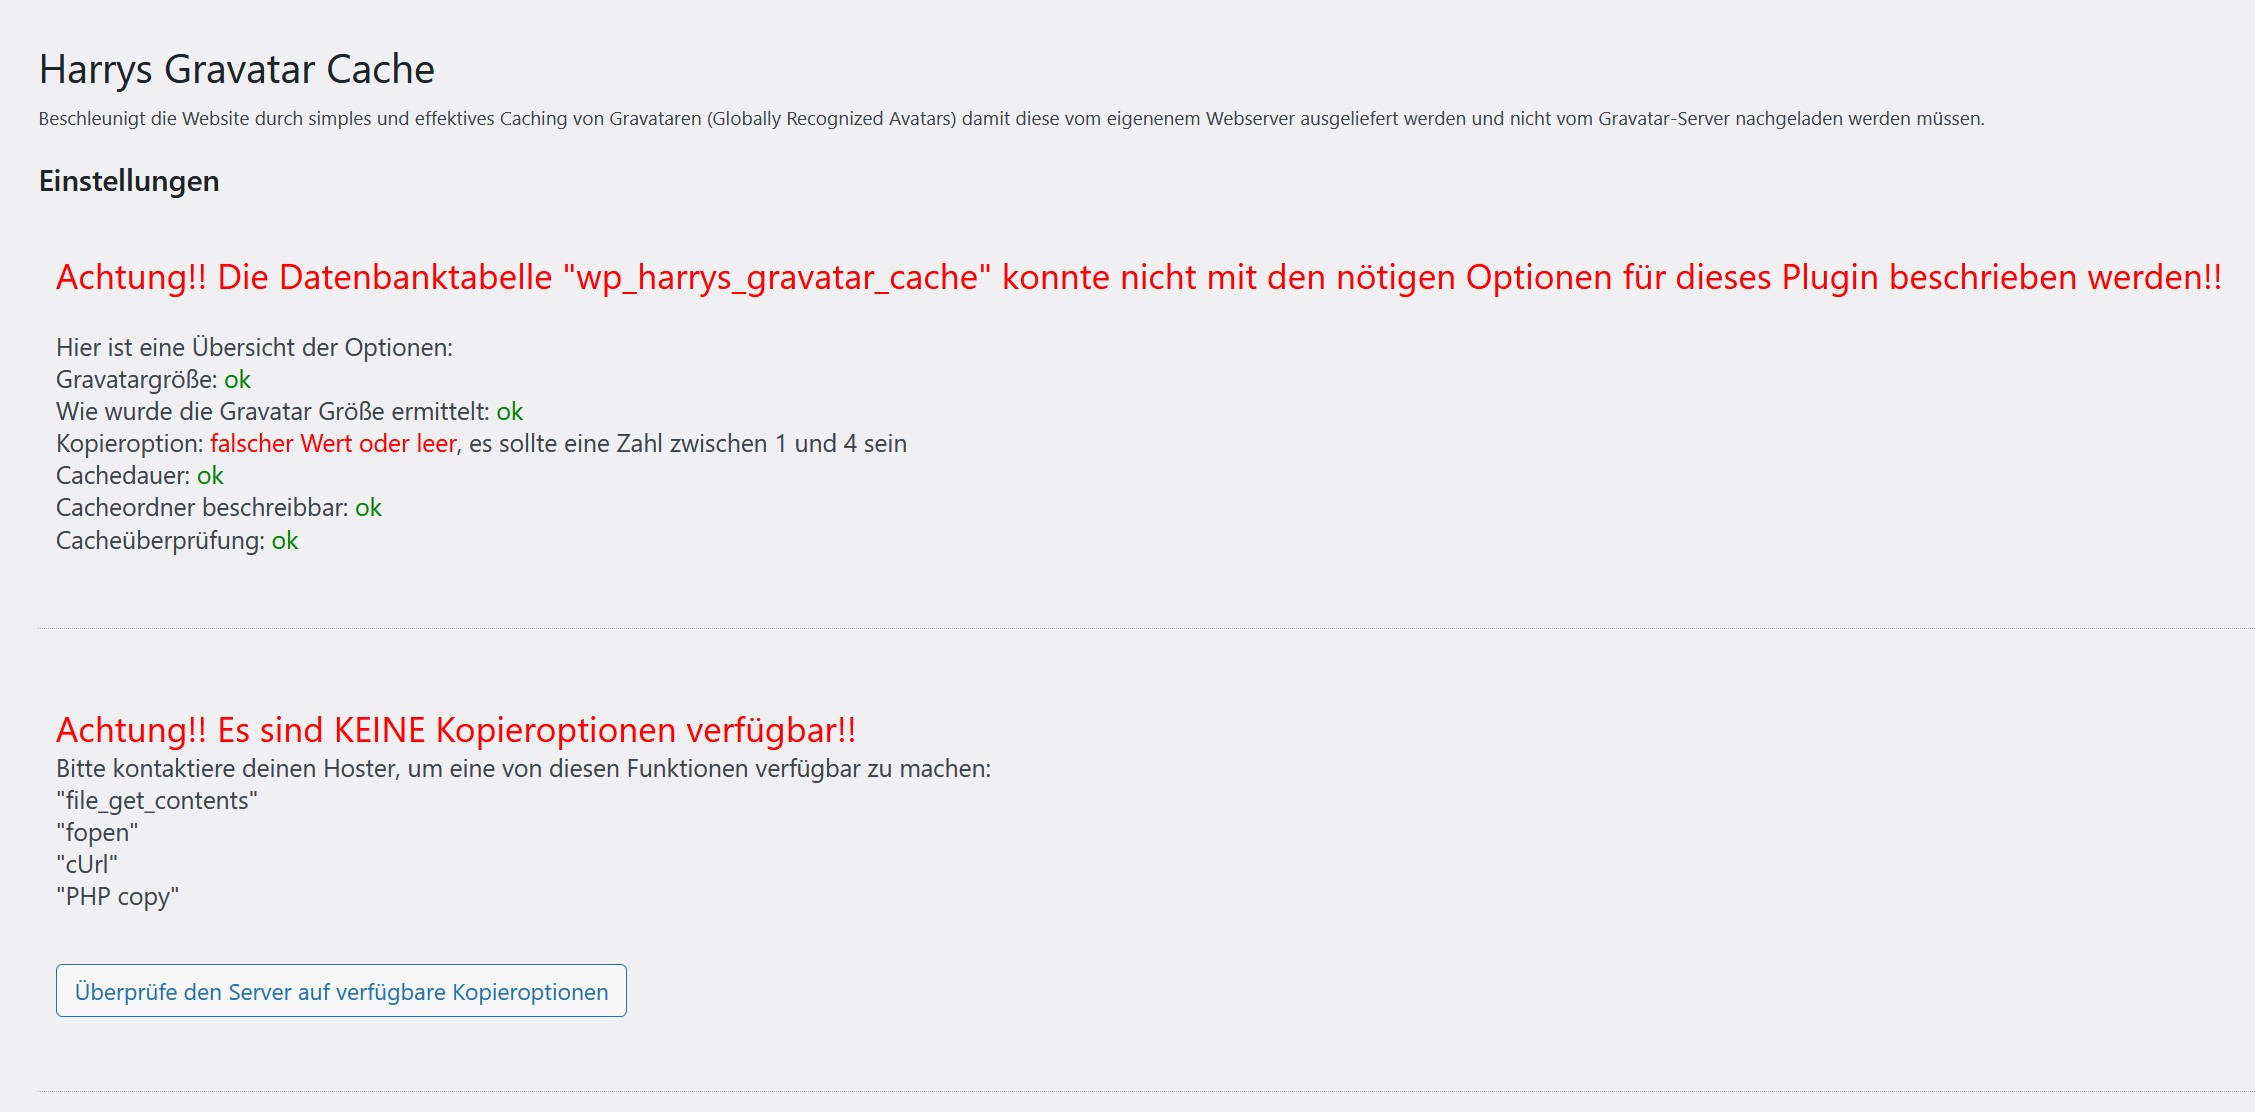 Harrys Gravatar Cache
Beschleunigt die Website durch simples und effektives Caching von Gravataren (Globally Recognized Avatars) damit diese vom eigenenem Webserver ausgeliefert werden und nicht vom Gravatar-Server nachgeladen werden müssen.
Einstellungen
Achtung!! Die Datenbanktabelle "wp_harrys_gravatar_cache" konnte nicht mit den nötigen Optionen für dieses Plugin beschrieben werden!!
Hier ist eine Übersicht der Optionen:
Gravatargröße: ok
Wie wurde die Gravatar Größe ermittelt: ok
Kopieroption: falscher Wert oder leer, es sollte eine Zahl zwischen 1 und 4 sein
Cachedauer: ok
Cacheordner beschreibbar: ok
Cacheüberprüfung: ok
Achtung!! Es sind KEINE Kopieroptionen verfügbar!!
Bitte kontaktiere deinen Hoster, um eine von diesen Funktionen verfügbar zu machen:
"file_get_contents"
"fopen"
"cUrl"
"PHP copy"
Überprüfe den Server auf verfügbare Kopieroptionen